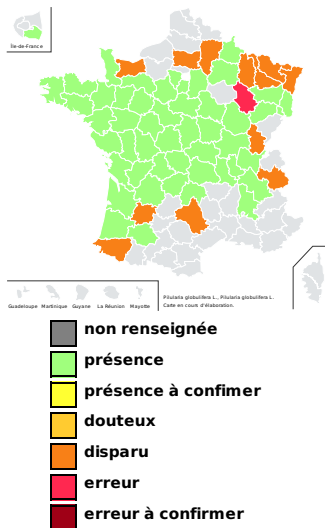 Île-de-France
Guadeloupe Martinique Guyane La Réunion Mayotte
Pilularia globulifera L., Pilularia globulifera L.
Carte en cours d'élaboration.
non renseignée
présence
présence à confimer
douteux
disparu
erreur
erreur à confirmer